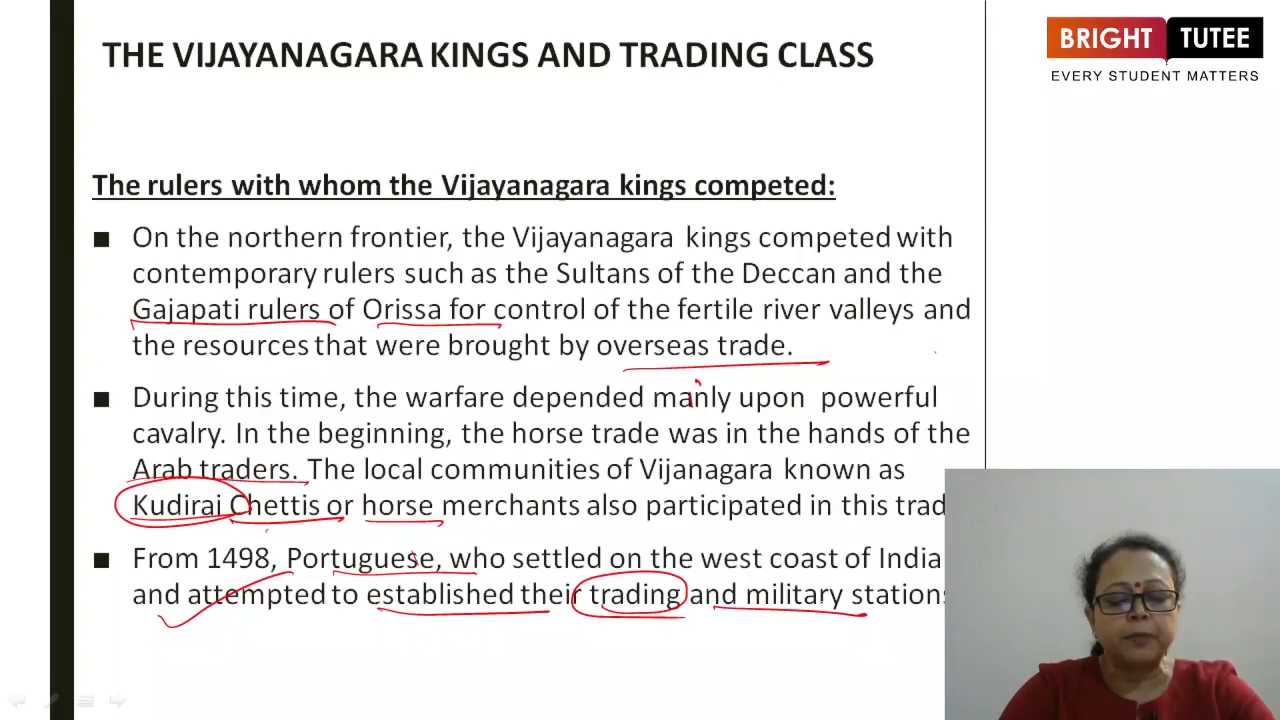 THE VIJAYANAGARA KINGS AND TRADING CLASS
BRIGHT TUTEE
EVERY STUDENT MATTERS
The rulers with whom the Vijayanagara kings competed:
■ On the northern frontier, the Vijayanagara kings competed with
contemporary rulers such as the Sultans of the Deccan and the
Gajapati rulers of Orissa for control of the fertile river valleys and
the resources that were brought by overseas trade.
■ During this time, the warfare depended manly upon powerful
cavalry. In the beginning, the horse trade was in the hands of the
Arab traders. The local communities of Vijanagara known as
Kudirai Chettis or horse merchants also participated in this trad
■ From 1498, Portuguese, who settled on the west coast of India
and attempted to established their trading and military station